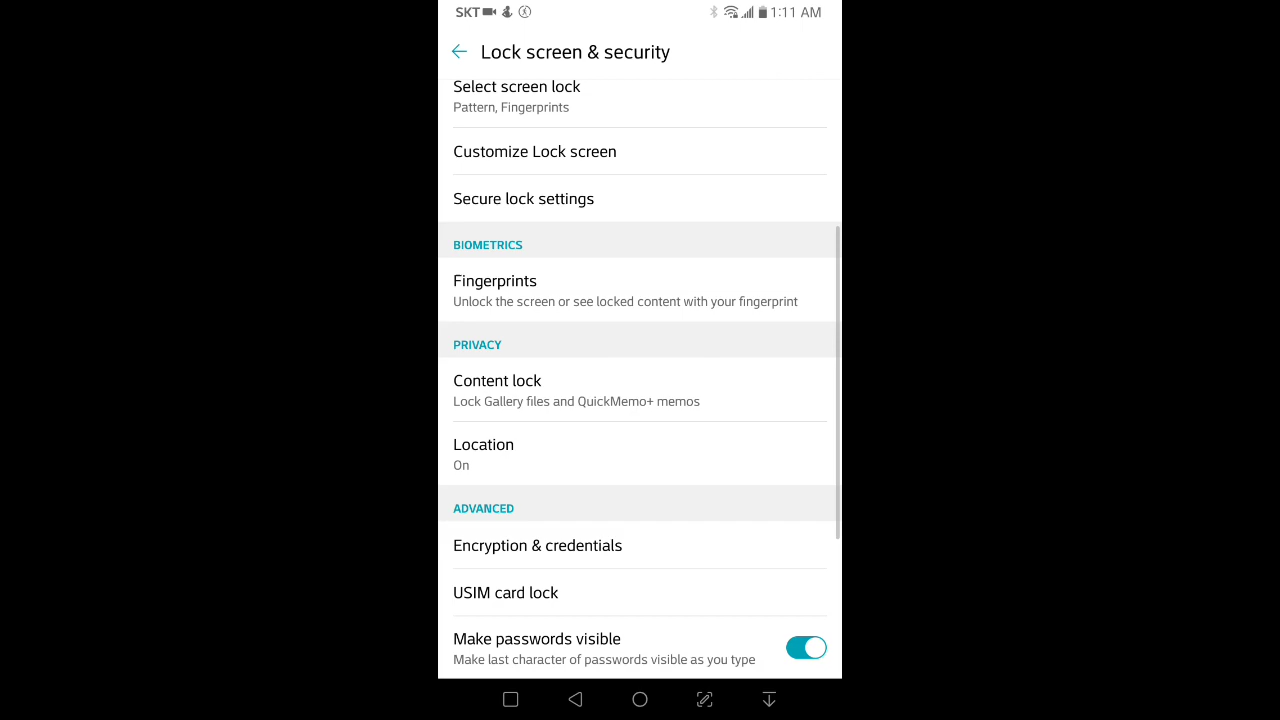 SKT 1:11 AM
Lock screen & security
Select screen lock
Pattern, Fingerprints
Customize Lock screen
Secure lock settings
BIOMETRICS
Fingerprints
Unlock the screen or see locked content with your fingerprint
PRIVACY
Content lock
Lock Gallery files and QuickMemo+ memos
Location
On
ADVANCED
Encryption & credentials
USIM card lock
Make passwords visible
Make last character of passwords visible as you type